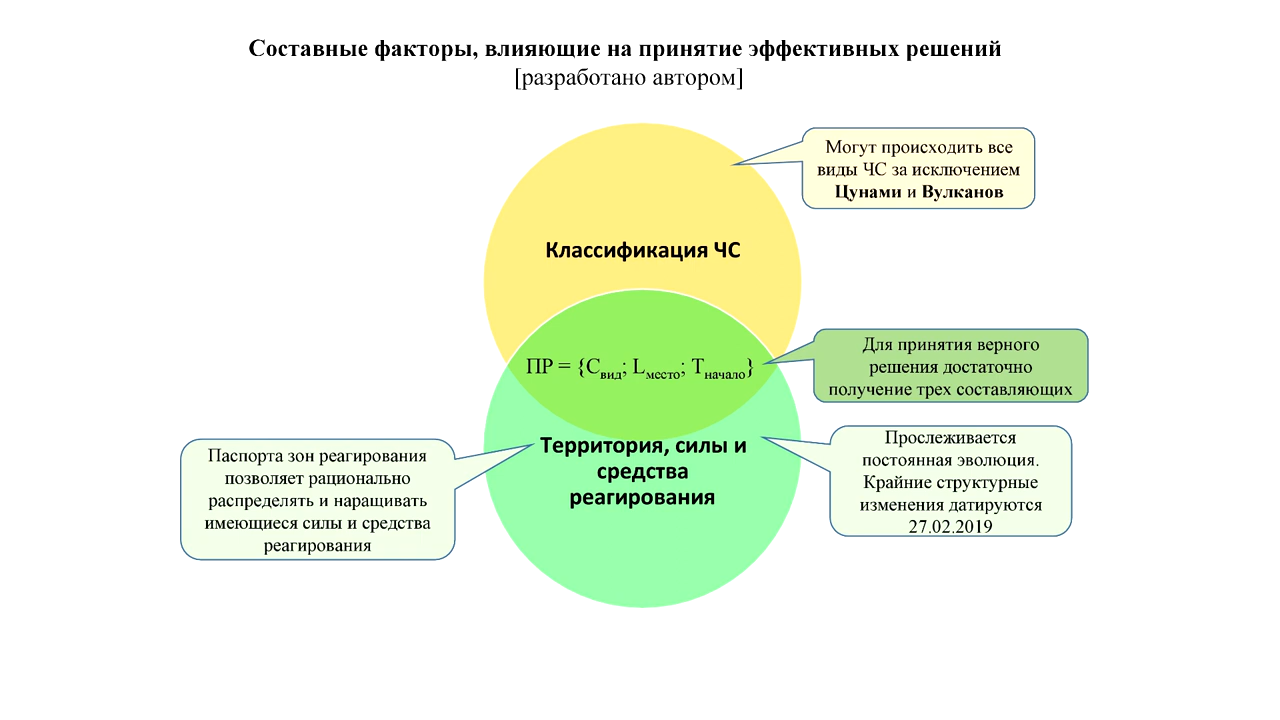 Составные факторы, влияющие на принятие эффективных решений
[разработано автором]
Могут происходить все
виды ЧС за исключением
Цунами и Вулканов
Классификация ЧС
ПР = {Свид; Lместо; Tначало}
Для принятия верного
решения достаточно
получение трех составляющих
Территория, силы и
средства
реагирования
Паспорта зон реагирования
позволяет рационально
распределять и наращивать
имеющиеся силы и средства
реагирования
Прослеживается
постоянная эволюция.
Крайние структурные
изменения датируются
27.02.2019